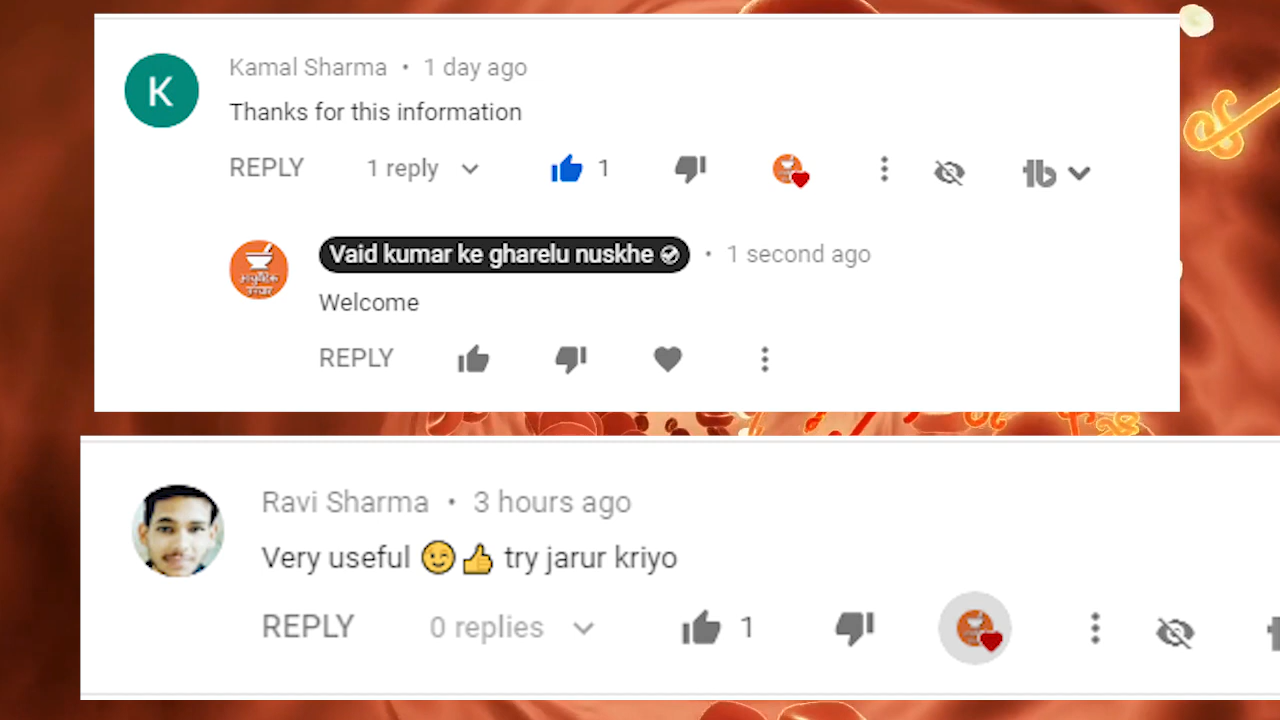 K
Kamal Sharma • 1 day ago
Thanks for this information
REPLY 1 reply 1
Vaid kumar ke gharelu nuskhe • 1 second ago
Welcome
REPLY
Ravi Sharma • 3 hours ago
Very useful 😉👍 try jarur kriyo
REPLY 0 replies 1